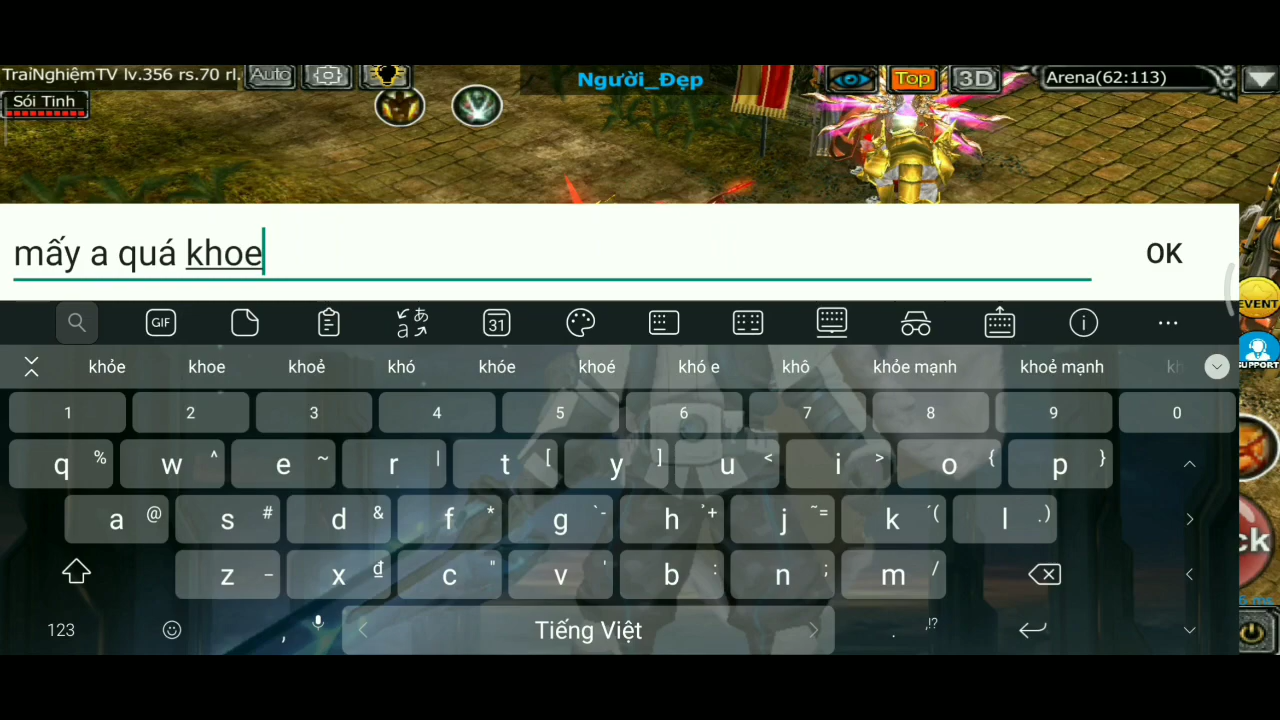 TraiNghiệmTV lv.356 rs.70 rl.
Auto
Người_Đẹp
Top
3D
Arena(62:113)
Sói Tinh
mấy a quá khoe
OK
EVENT
SUPPORT
GIF
31
khỏe khoe khoẻ khó khóe khoé khó e khô khỏe mạnh khoẻ mạnh
1 2 3 4 5 6 7 8 9 0
q % w ^ e ~ r | t [ y ] u < i > o { p }
a @ s # d & f * g `- h ̉+ j ~= k ´( l .)
ck
z _ x ₫ c " v ' b : n ; m /
123 , Tiếng Việt . ,!?